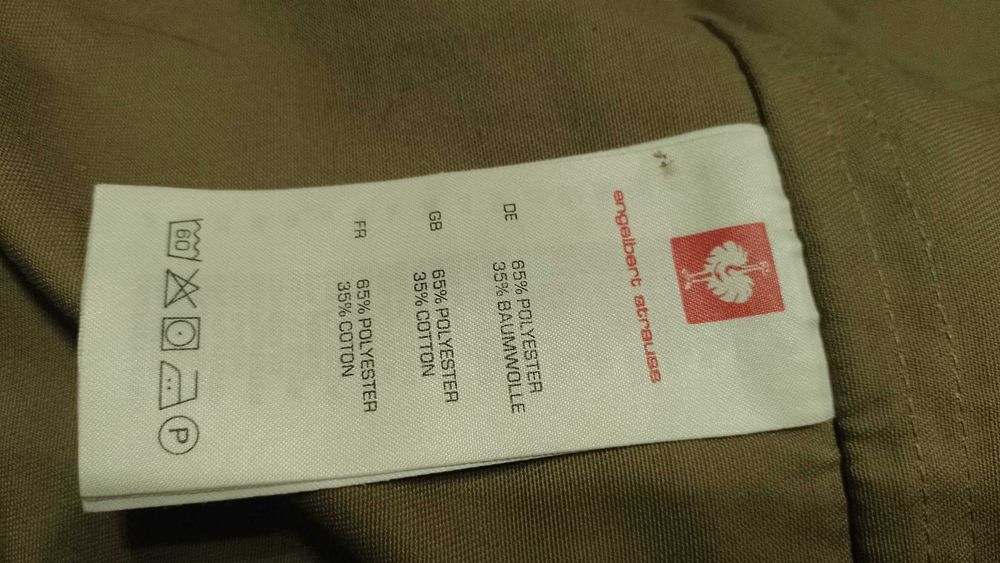 engelbert strauss
DE
65% POLYESTER
35% BAUMWOLLE
GB
65% POLYESTER
35% COTTON
FR
65% POLYESTER
35% COTON
60
P